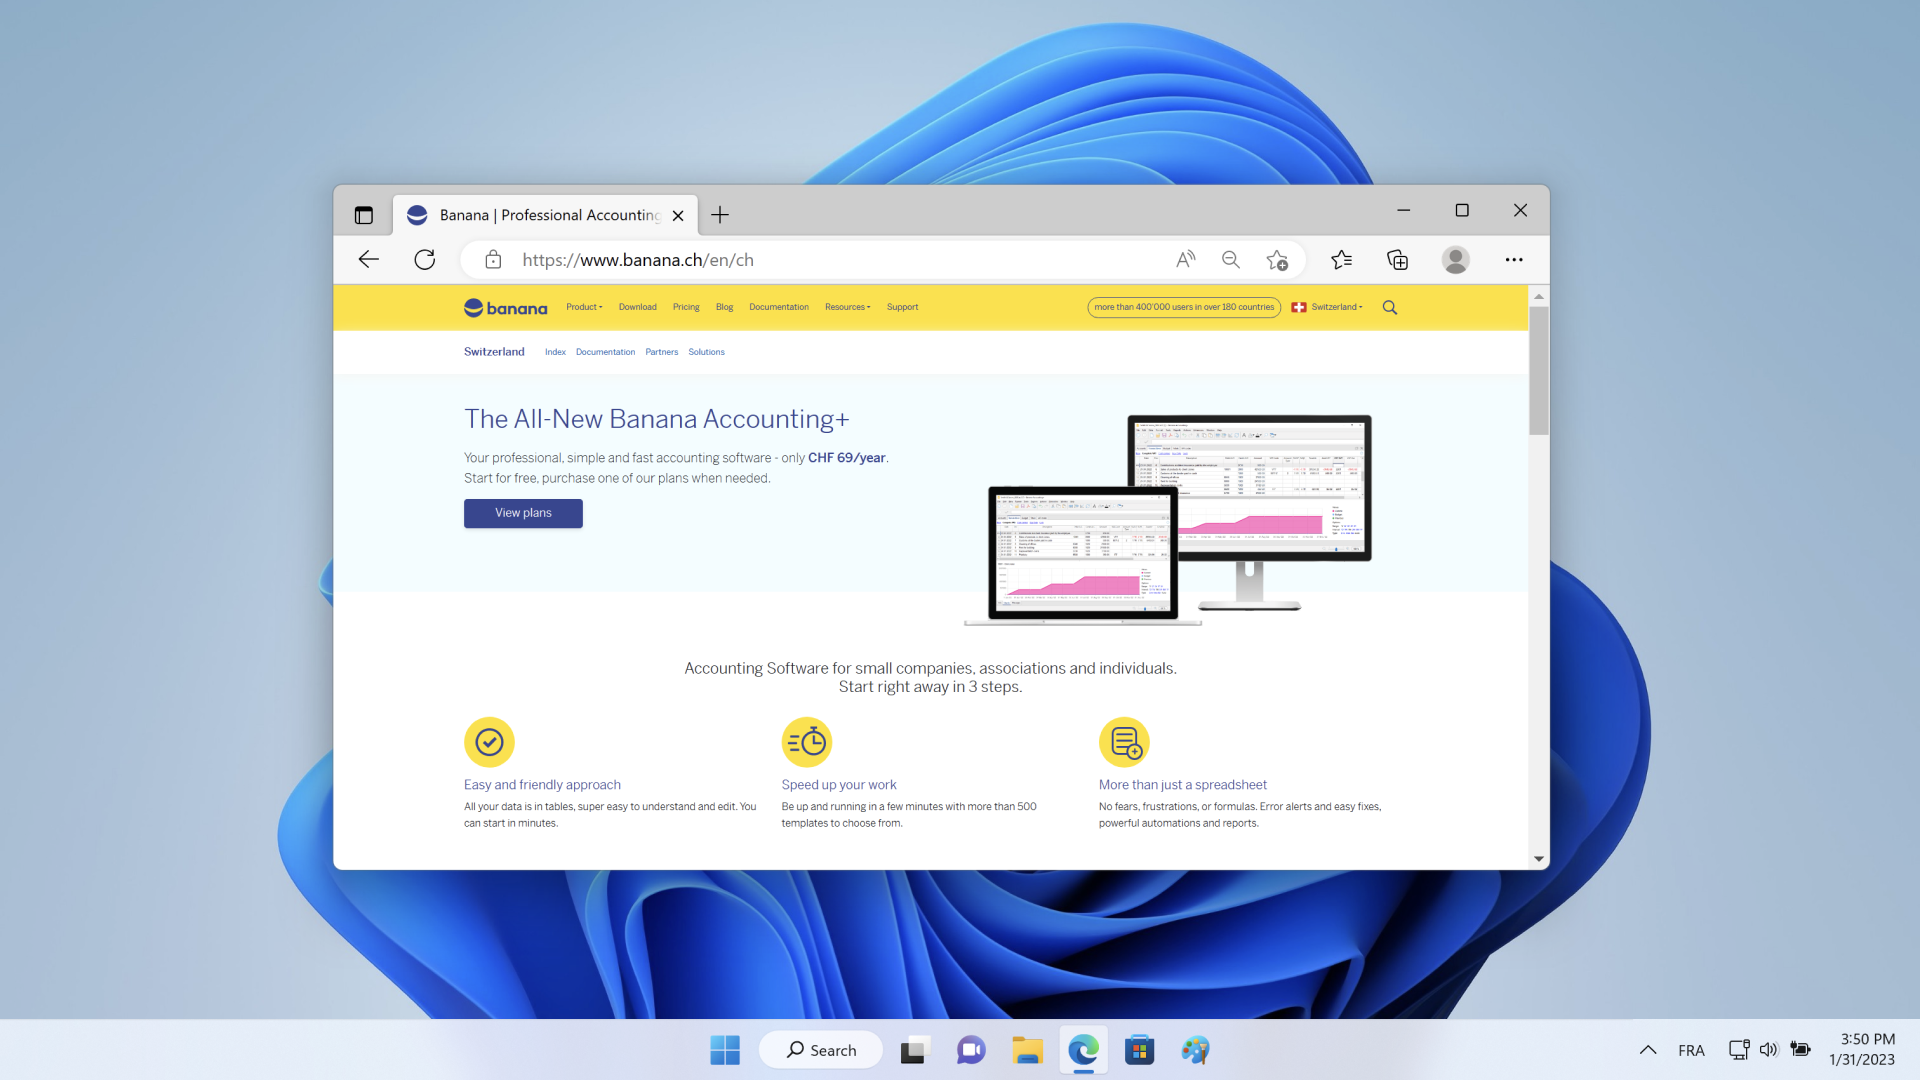 Banana | Professional Accounting
https://www.banana.ch/en/ch
banana
Product
Download
Pricing
Blog
Documentation
Resources
Support
more than 400'000 users in over 180 countries
Switzerland
Switzerland
Index
Documentation
Partners
Solutions
The All-New Banana Accounting+
Your professional, simple and fast accounting software - only CHF 69/year.
Start for free, purchase one of our plans when needed.
View plans
Accounting Software for small companies, associations and individuals.
Start right away in 3 steps.
Easy and friendly approach
All your data is in tables, super easy to understand and edit. You
can start in minutes.
Speed up your work
Be up and running in a few minutes with more than 500
templates to choose from.
More than just a spreadsheet
No fears, frustrations, or formulas. Error alerts and easy fixes,
powerful automations and reports.
Search
FRA
3:50 PM
1/31/2023